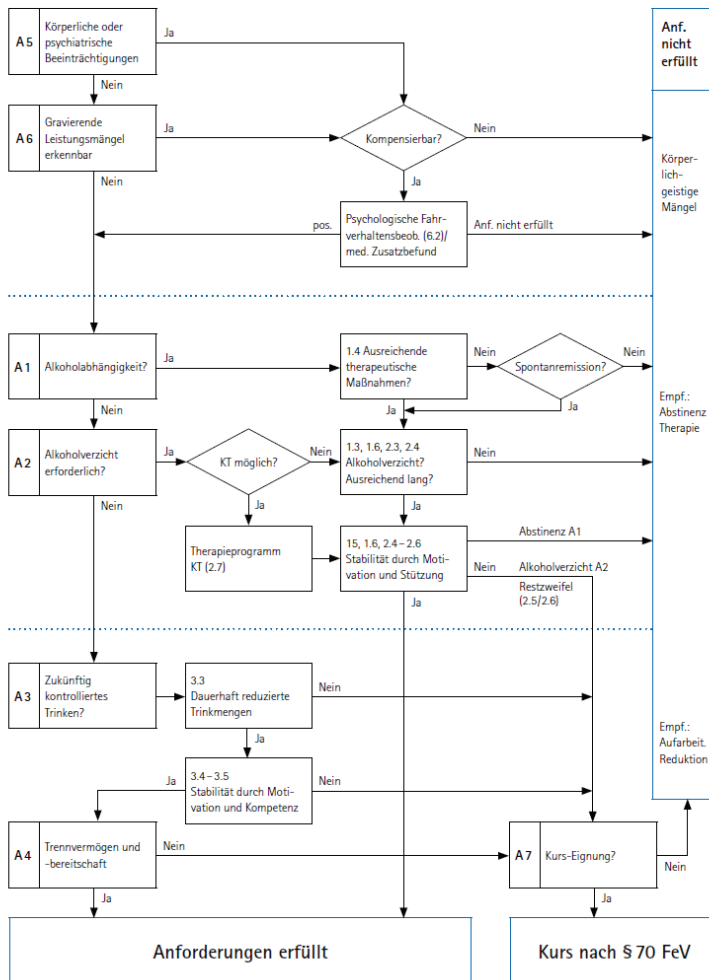 A5
Körperliche oder
psychiatrische
Beeinträchtigungen
Ja
Anf.
nicht
erfüllt
Nein
A6
Gravierende
Leistungsmängel
erkennbar
Ja
Kompensierbar?
Nein
Körper-
lich-
geistige
Mängel
Nein
Ja
pos.
Psychologische Fahr-
verhaltensbeob. (6.2)/
med. Zusatzbefund
Anf. nicht erfüllt
A1
Alkoholabhängigkeit?
Ja
1.4 Ausreichende
therapeutische
Maßnahmen?
Nein
Spontanremission?
Nein
Nein
Ja
Ja
Empf.:
Abstinenz
Therapie
A2
Alkoholverzicht
erforderlich?
Ja
KT möglich?
Nein
1.3, 1.6, 2.3, 2.4
Alkoholverzicht?
Ausreichend lang?
Nein
Nein
Ja
Ja
Therapieprogramm
KT (2.7)
15, 1.6, 2.4–2.6
Stabilität durch Moti-
vation und Stützung
Abstinenz A1
Nein
Alkoholverzicht A2
Restzweifel
(2.5/2.6)
Ja
A3
Zukünftig
kontrolliertes
Trinken?
3.3
Dauerhaft reduzierte
Trinkmengen
Nein
Ja
Empf.:
Aufarbeit.
Reduktion
Ja
3.4–3.5
Stabilität durch Moti-
vation und Kompetenz
Nein
A4
Trennvermögen und
-bereitschaft
Nein
A7
Kurs-Eignung?
Nein
Ja
Ja
Anforderungen erfüllt
Kurs nach § 70 FeV